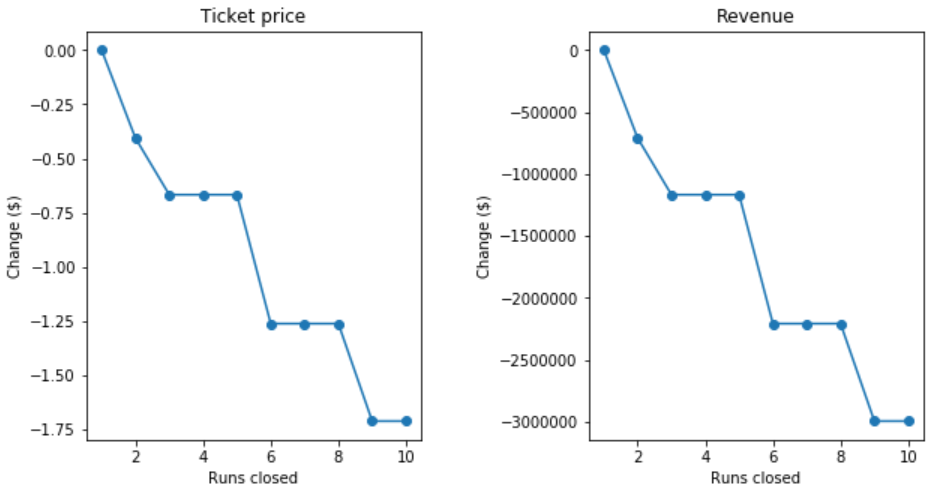 Ticket price
0.00
−0.25
−0.50
−0.75
−1.00
−1.25
−1.50
−1.75
Change ($)
2 4 6 8 10
Runs closed
Revenue
0
−500000
−1000000
−1500000
−2000000
−2500000
−3000000
Change ($)
2 4 6 8 10
Runs closed